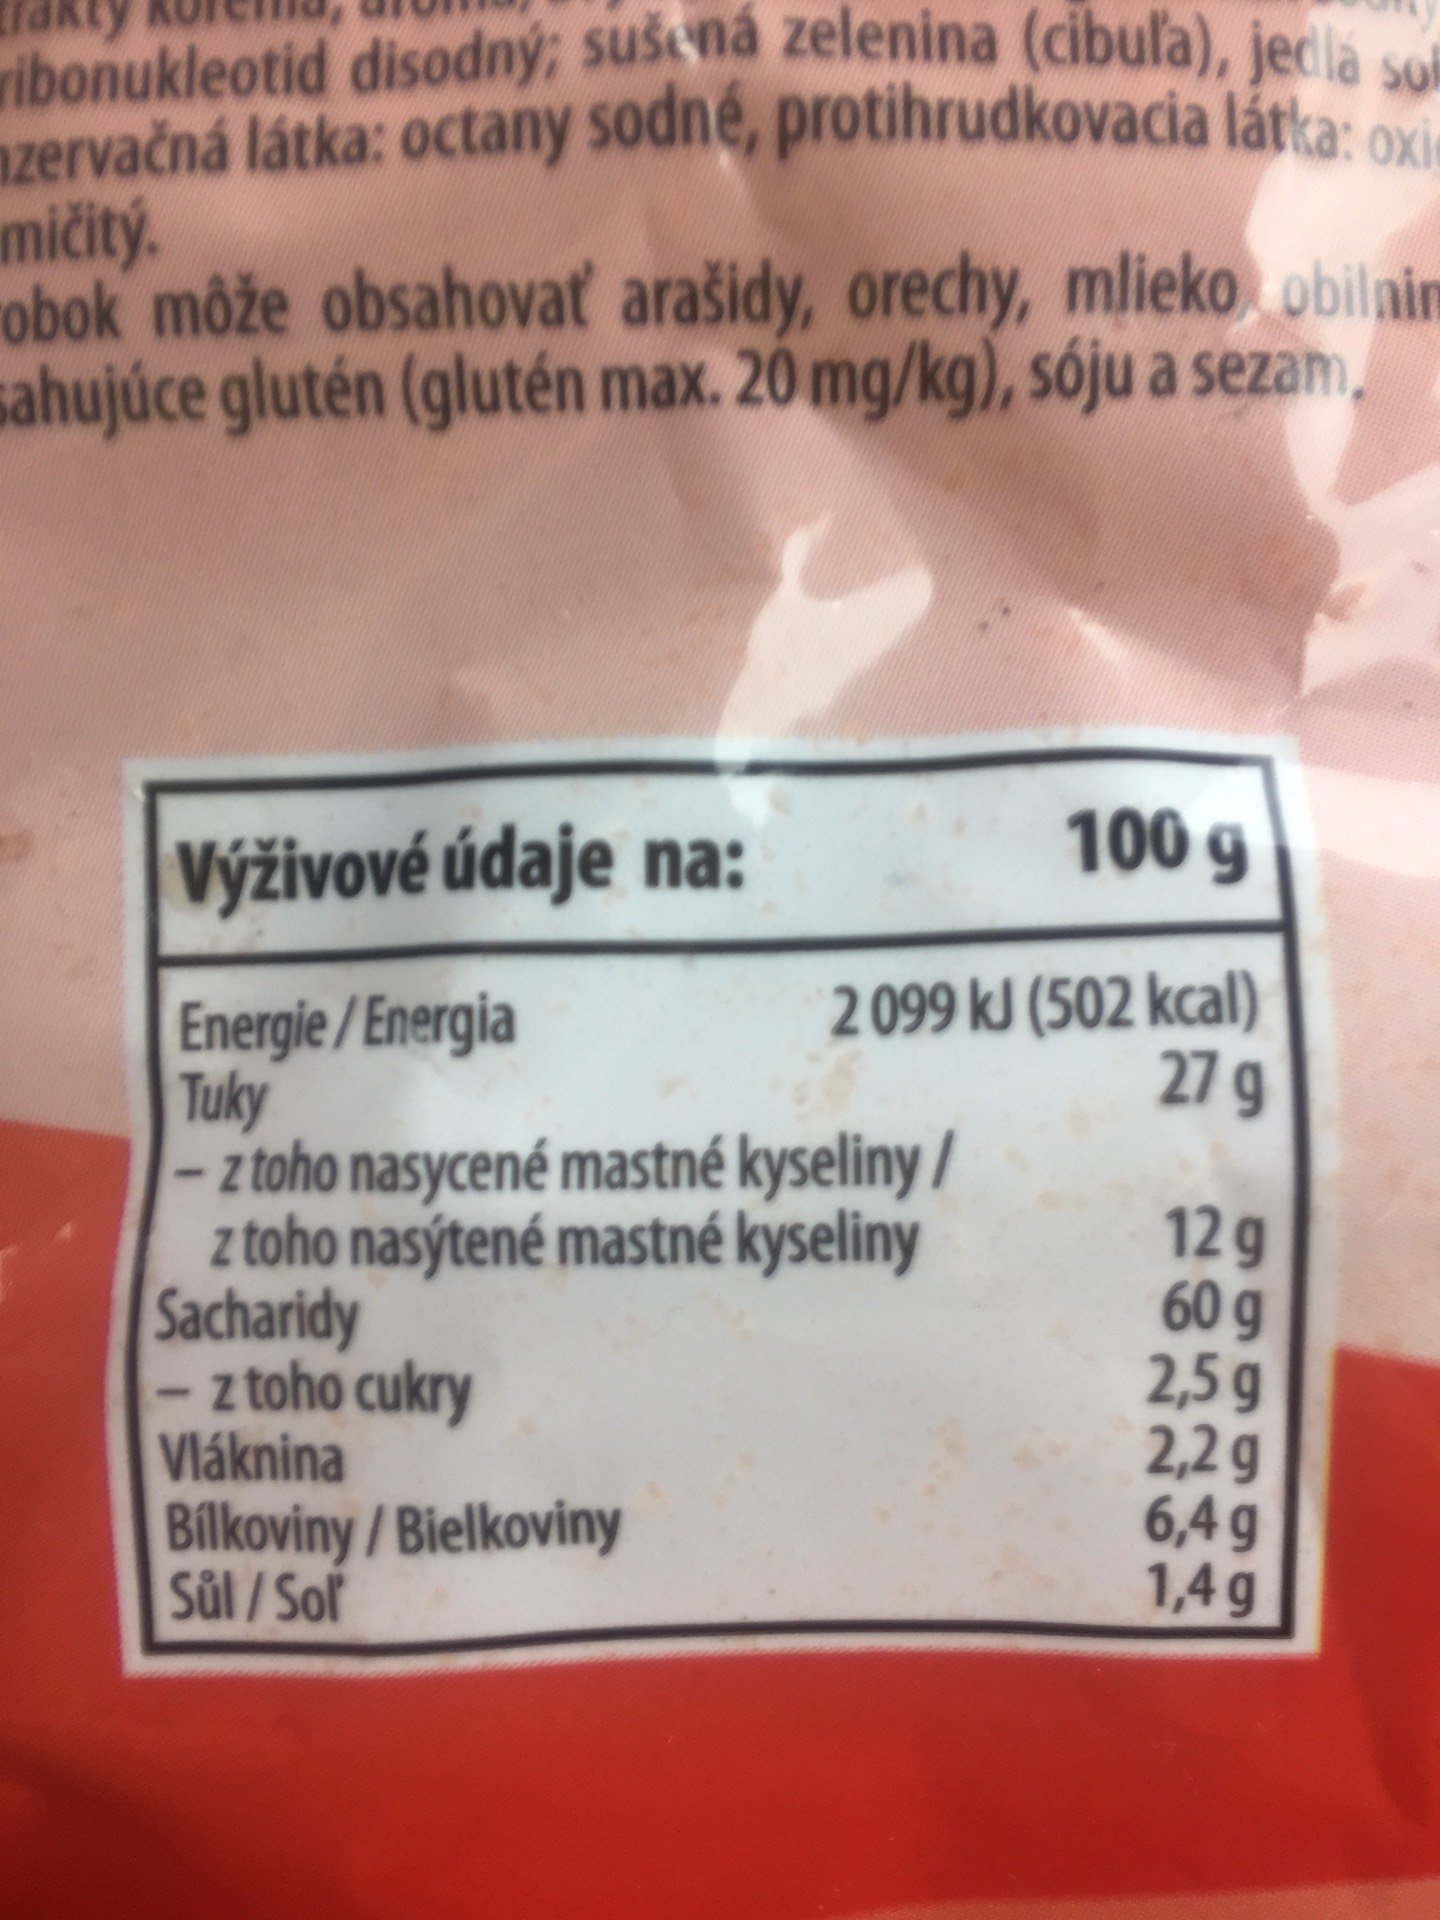 ribonukleotid disodný; sušená zelenina (cibuľa), jedlá soľ
nzervačná látka: octany sodné, protihrudkovacia látka: oxi
mičitý.
obok môže obsahovať arašidy, orechy, mlieko, obilnin
sahujúce glutén (glutén max. 20 mg/kg), sóju a sezam.
Výživové údaje na: 100 g
Energie / Energia 2 099 kJ (502 kcal)
Tuky 27 g
– z toho nasycené mastné kyseliny /
z toho nasýtené mastné kyseliny 12 g
Sacharidy 60 g
– z toho cukry 2,5 g
Vláknina 2,2 g
Bílkoviny / Bielkoviny 6,4 g
Sůl / Soľ 1,4 g